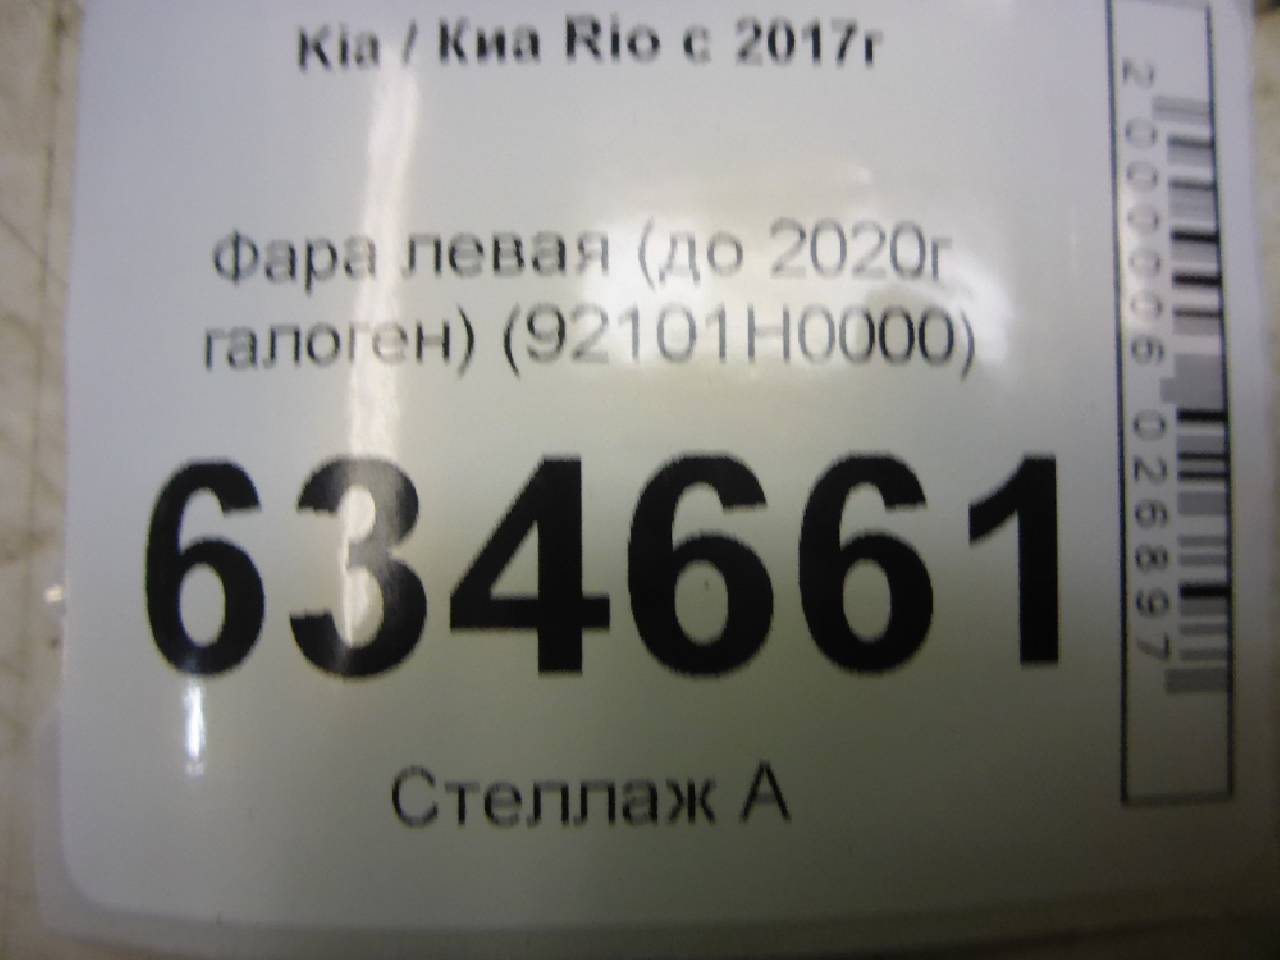 Kia / Киа Rio с 2017г
Фара левая (до 2020г
галоген) (92101H0000)
634661
Стеллаж А
2000006026897